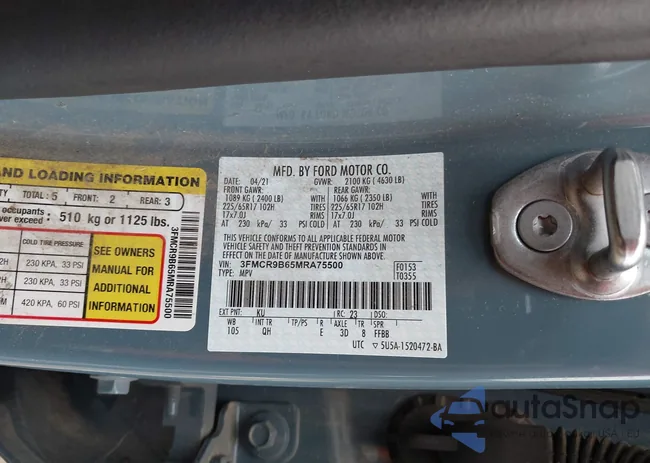 AND LOADING INFORMATION
TOTAL: 5 FRONT: 2 REAR: 3
occupants
ver exceed : 510 kg or 1125 lbs.
COLD TIRE PRESSURE
230 KPA, 33 PSI
230 KPA, 33 PSI
420 KPA, 60 PSI
SEE OWNERS
MANUAL FOR
ADDITIONAL
INFORMATION
3FMCR9B65MRA75500
MFD. BY FORD MOTOR CO.
DATE: 04/21 GVWR: 2100 KG ( 4630 LB)
FRONT GAWR: REAR GAWR:
1089 KG ( 2400 LB) WITH 1066 KG ( 2350 LB) WITH
225/65R17 102H TIRES 225/65R17 102H TIRES
17x7.0J RIMS 17x7.0J RIMS
AT 230 kPa/ 33 PSI COLD AT 230 kPa/ 33 PSI COLD
THIS VEHICLE CONFORMS TO ALL APPLICABLE FEDERAL MOTOR
VEHICLE SAFETY AND THEFT PREVENTION STANDARDS IN
EFFECT ON THE DATE OF MANUFACTURE SHOWN ABOVE.
VIN: 3FMCR9B65MRA75500 F0153
TYPE: MPV T0355
EXT PNT: KU RC: 23 DSO:
WB INT TR TP/PS R AXLE TR SPR
105 QH E 3D 8 FFBB
UTC ▽ 5U5A-1520472-BA
autoSnap